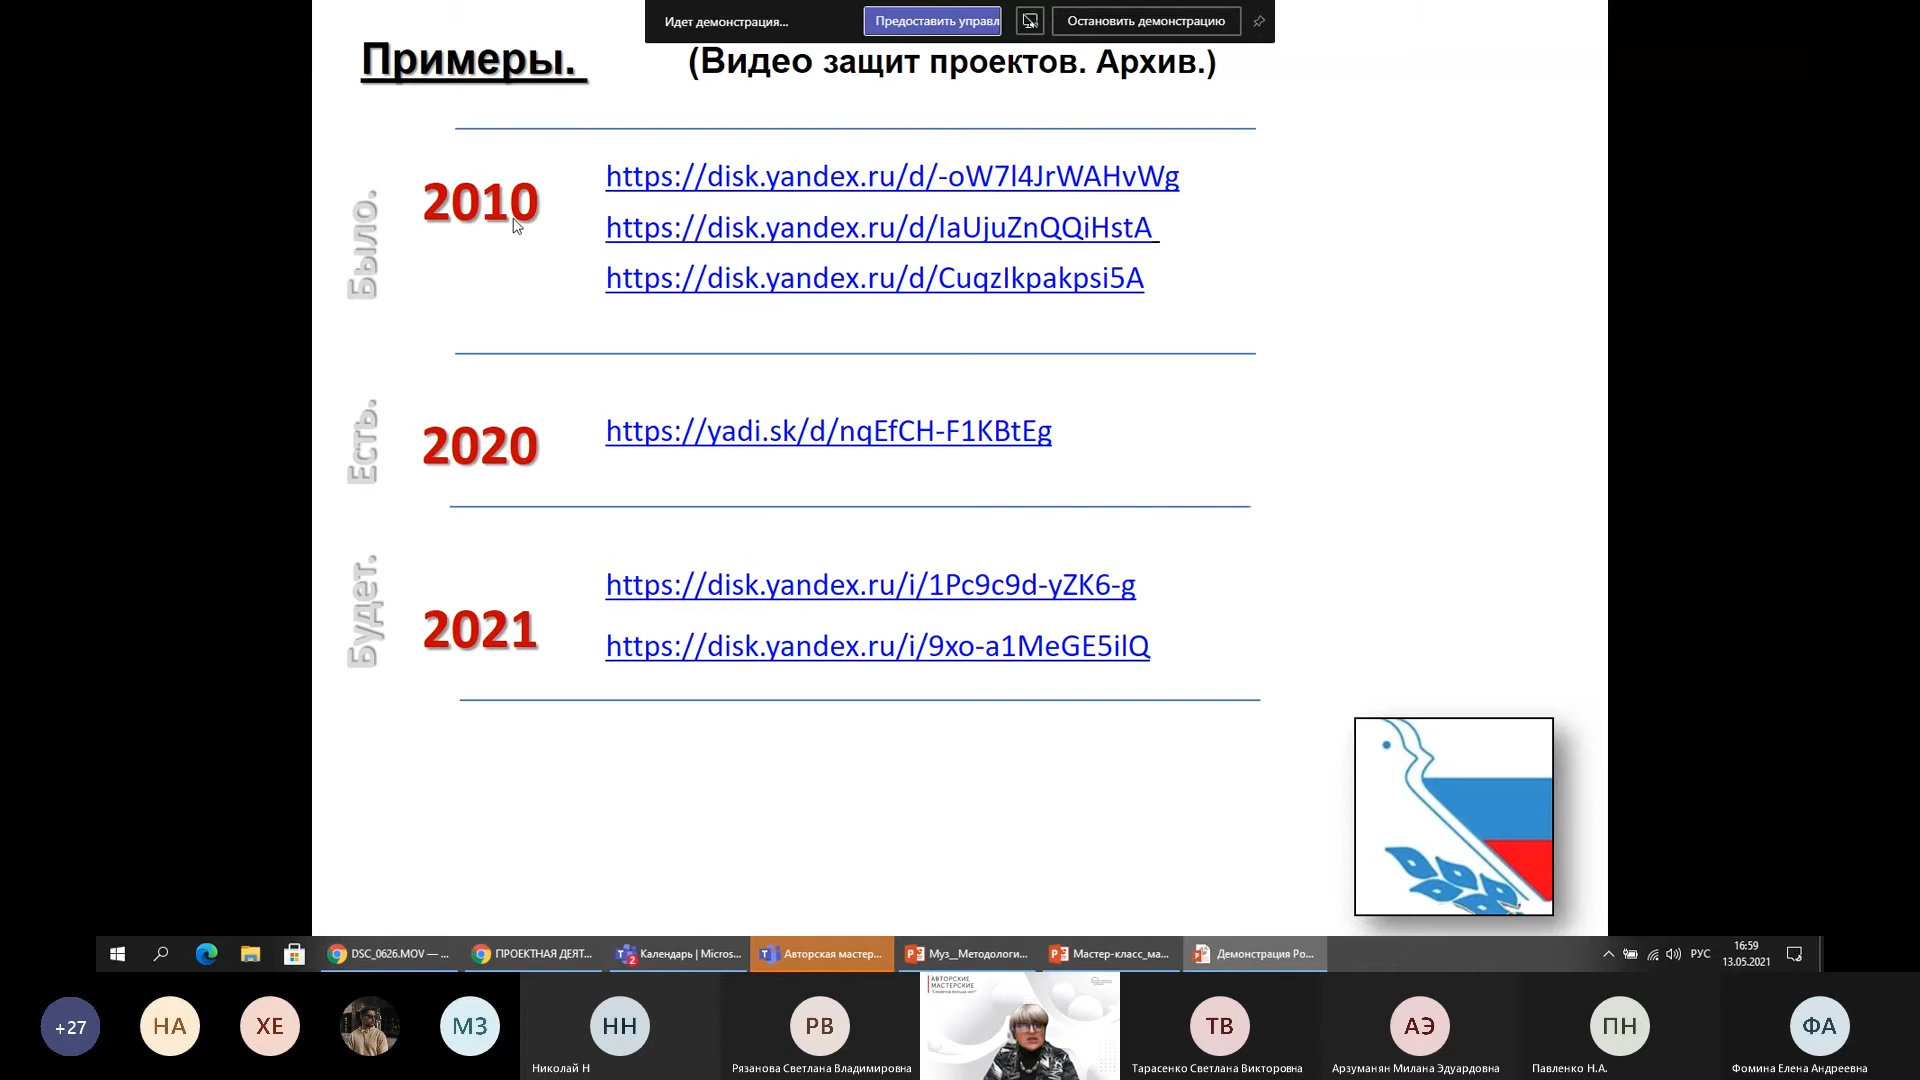 Идет демонстрация...
Предоставить управл
Остановить демонстрацию
Примеры.
(Видео защит проектов. Архив.)
Было.
2010
https://disk.yandex.ru/d/-oW7l4JrWAHvWg
https://disk.yandex.ru/d/IaUjuZnQQiHstA
https://disk.yandex.ru/d/CuqzIkpakpsi5A
Есть.
2020
https://yadi.sk/d/nqEfCH-F1KBtEg
Будет.
2021
https://disk.yandex.ru/i/1Pc9c9d-yZK6-g
https://disk.yandex.ru/i/9xo-a1MeGE5ilQ
DSC_0626.MOV — ...
ПРОЕКТНАЯ ДЕЯТ...
2
Календарь | Micros...
Авторская мастер...
Муз__Методологи...
Мастер-класс_ма...
Демонстрация Ро...
РУС
16:59
13.05.2021
АВТОРСКИЕ
МАСТЕРСКИЕ
+27
НА
ХЕ
МЗ
НН
РВ
ТВ
АЭ
ПН
ФА
Николай Н
Рязанова Светлана Владимировна
Тарасенко Светлана Викторовна
Арзуманян Милана Эдуардовна
Павленко Н.А.
Фомина Елена Андреевна